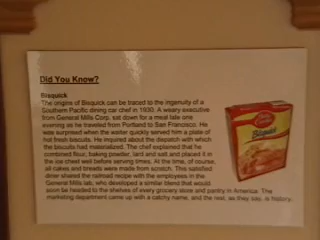 Did You Know?
Bisquick
The origins of Bisquick can be traced to the ingenuity of a
Southern Pacific dining car chef in 1930. A weary executive
from General Mills Corp. sat down for a meal late one
evening as he traveled from Portland to San Francisco. He
was surprised when the waiter quickly served him a plate of
hot fresh biscuits. He inquired about the dispatch with which
the biscuits had materialized. The chef explained that he
combined flour, baking powder, lard and salt and placed it in
the ice chest well before serving times. At the time, of course,
all cakes and breads were made from scratch. This satisfied
diner shared the railroad recipe with the employees in the
General Mills lab, who developed a similar blend that would
soon be headed to the shelves of every grocery store and pantry in America. The
marketing department came up with a catchy name, and the rest, as they say, is history.
Bisquick